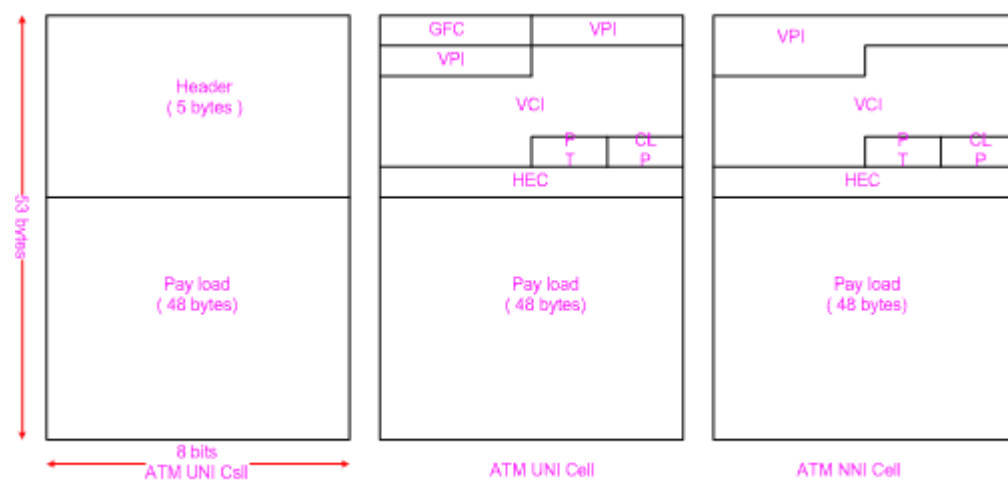 Header
( 5 bytes )
53 bytes
Pay load
( 48 bytes)
8 bits
ATM UNI Csll
GFC
VPI
VPI
VCI
P
T
CL
P
HEC
Pay load
( 48 bytes)
ATM UNI Cell
VPI
VCI
P
T
CL
P
HEC
Pay load
( 48 bytes)
ATM NNI Cell